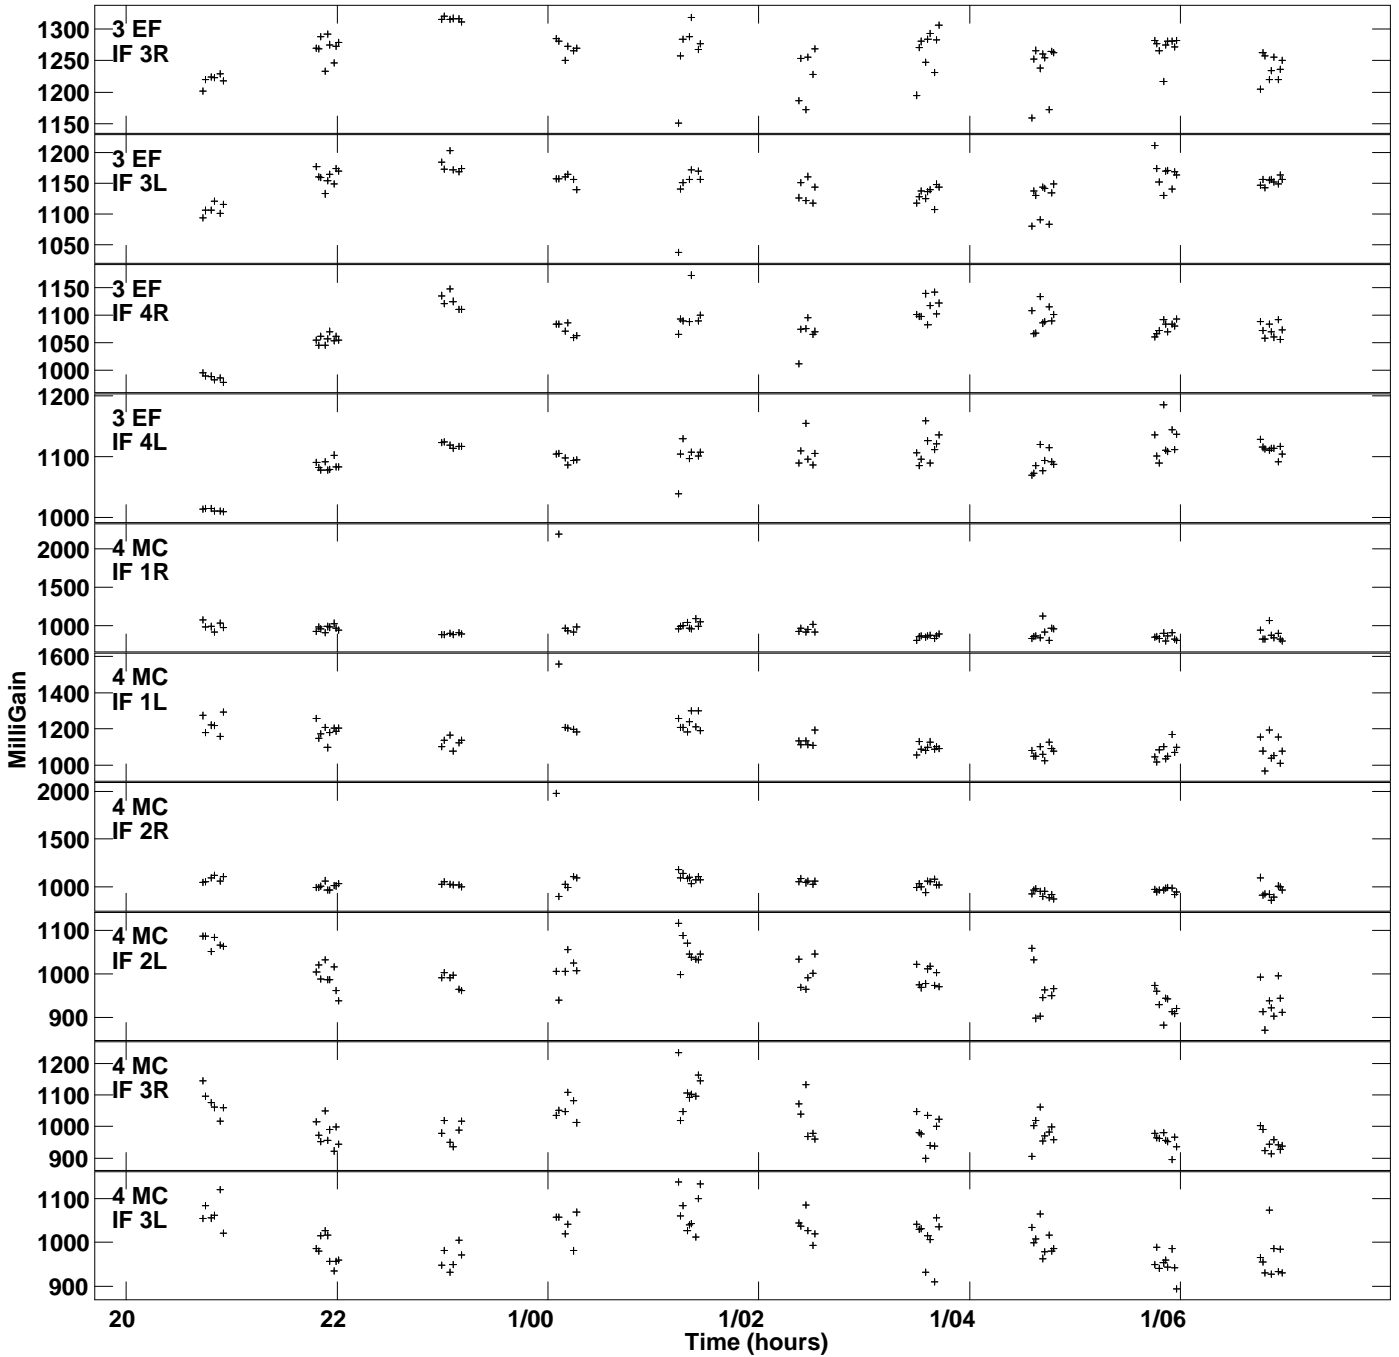 MilliGain
3 EF
IF 3R
1300
1250
1200
1150
3 EF
IF 3L
1200
1150
1100
1050
3 EF
IF 4R
1150
1100
1050
1000
3 EF
IF 4L
1200
1100
1000
4 MC
IF 1R
2000
1500
1000
4 MC
IF 1L
1600
1400
1200
1000
4 MC
IF 2R
2000
1500
1000
4 MC
IF 2L
1100
1000
900
4 MC
IF 3R
1200
1100
1000
900
4 MC
IF 3L
1100
1000
900
20 22 1/00 1/02 1/04 1/06
Time (hours)